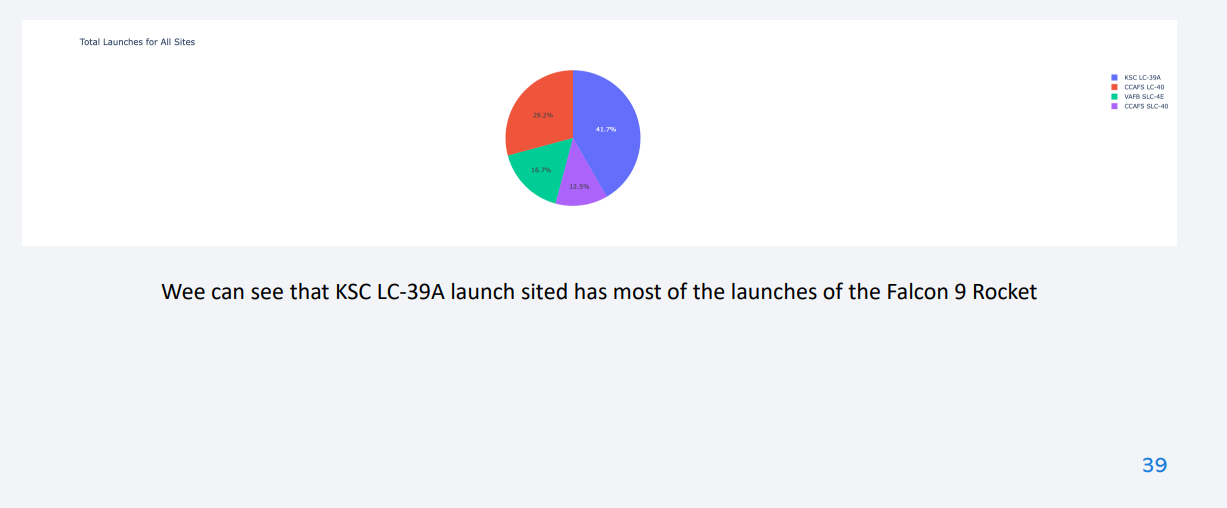 Total Launches for All Sites
KSC LC-39A
CCAFS LC-40
VAFB SLC-4E
CCAFS SLC-40
29.2%
41.7%
16.7%
12.5%
Wee can see that KSC LC-39A launch sited has most of the launches of the Falcon 9 Rocket
39